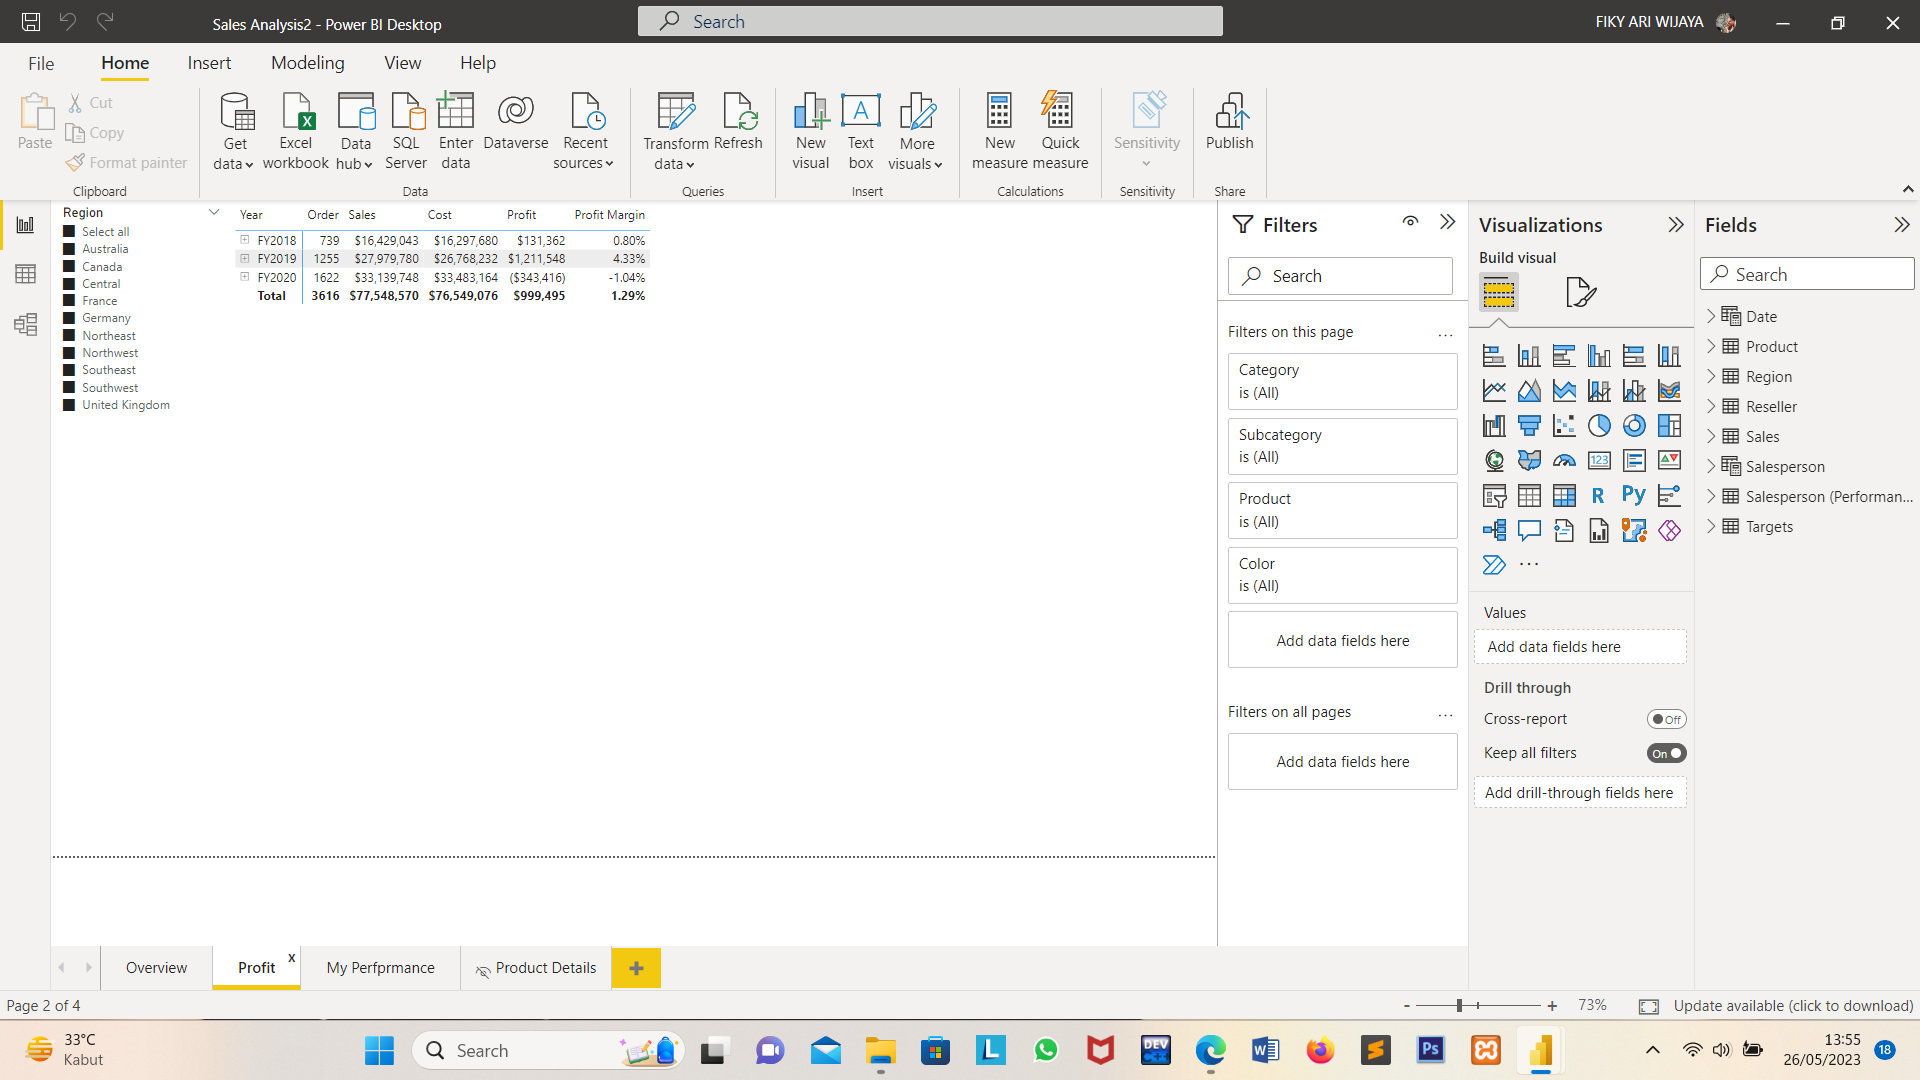 Sales Analysis2 - Power BI Desktop
Search
FIKY ARI WIJAYA
File Home Insert Modeling View Help
Paste
Cut
Copy
Format painter
Clipboard
Get data
Excel workbook
Data hub
SQL Server
Enter data
Dataverse
Recent sources
Data
Transform data
Refresh
Queries
New visual
Text box
More visuals
Insert
New measure
Quick measure
Calculations
Sensitivity
Sensitivity
Publish
Share
Region
Select all
Australia
Canada
Central
France
Germany
Northeast
Northwest
Southeast
Southwest
United Kingdom
Year Order Sales Cost Profit Profit Margin
FY2018 739 $16,429,043 $16,297,680 $131,362 0.80%
FY2019 1255 $27,979,780 $26,768,232 $1,211,548 4.33%
FY2020 1622 $33,139,748 $33,483,164 ($343,416) -1.04%
Total 3616 $77,548,570 $76,549,076 $999,495 1.29%
Filters
Search
Filters on this page ...
Category
is (All)
Subcategory
is (All)
Product
is (All)
Color
is (All)
Add data fields here
Filters on all pages ...
Add data fields here
Visualizations
Build visual
123
R
Py
...
Values
Add data fields here
Drill through
Cross-report Off
Keep all filters On
Add drill-through fields here
Fields
Search
Date
Product
Region
Reseller
Sales
Salesperson
Salesperson (Performan...
Targets
Overview
Profit x
My Perfprmance
Product Details
+
Page 2 of 4
- + 73%
Update available (click to download)
33°C
Kabut
Search
L
DEV
Ps
13:55
26/05/2023
18